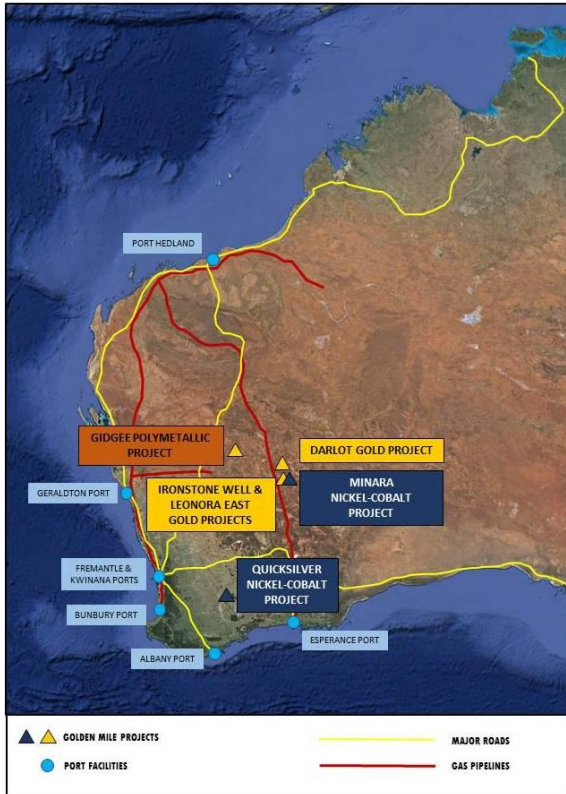 PORT HEDLAND
GIDGEE POLYMETALLIC
PROJECT
DARLOT GOLD PROJECT
GERALDTON PORT
IRONSTONE WELL &
LEONORA EAST
GOLD PROJECTS
MINARA
NICKEL-COBALT
PROJECT
FREMANTLE &
KWINANA PORTS
QUICKSILVER
NICKEL-COBALT
PROJECT
BUNBURY PORT
ESPERANCE PORT
ALBANY PORT
GOLDEN MILE PROJECTS
MAJOR ROADS
PORT FACILITIES
GAS PIPELINES